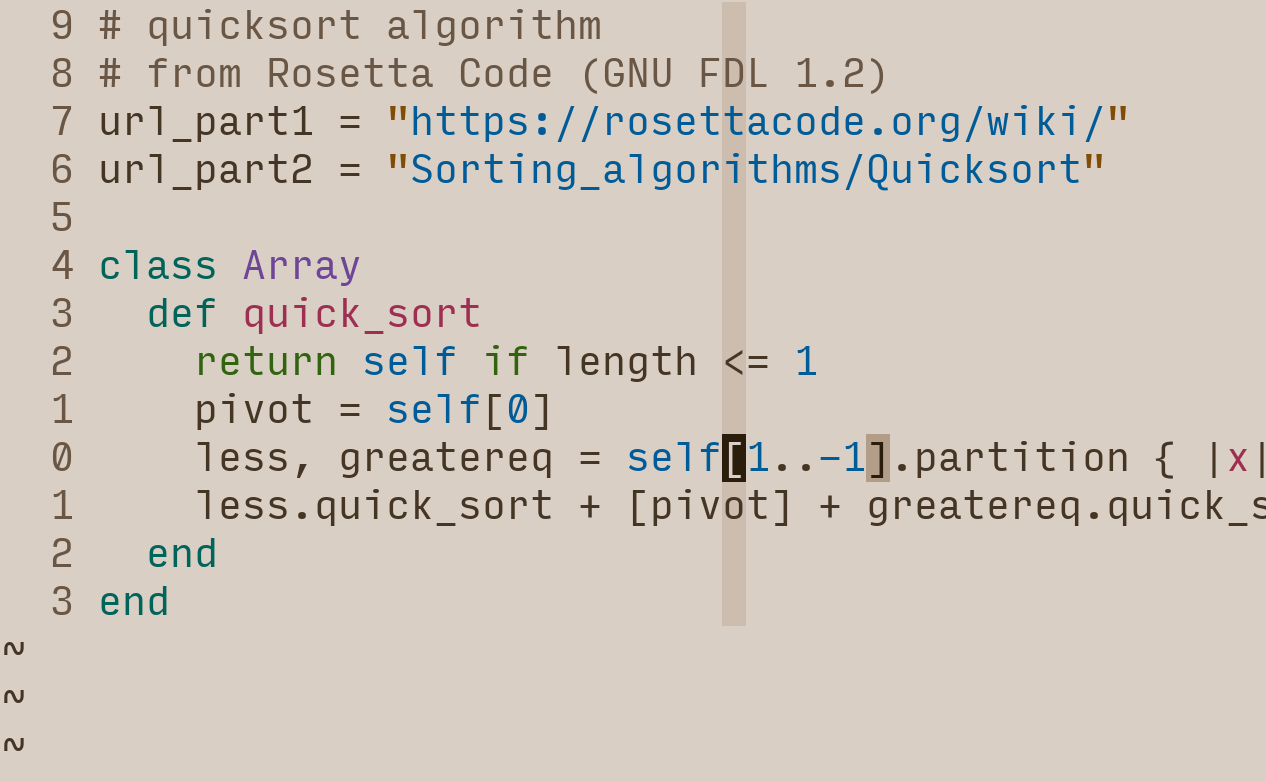 9 # quicksort algorithm
8 # from Rosetta Code (GNU FDL 1.2)
7 url_part1 = "https://rosettacode.org/wiki/"
6 url_part2 = "Sorting_algorithms/Quicksort"
5
4 class Array
3   def quick_sort
2     return self if length <= 1
1     pivot = self[0]
0     less, greatereq = self[1..-1].partition { |x|
1     less.quick_sort + [pivot] + greatereq.quick_s
2   end
3 end
~
~
~